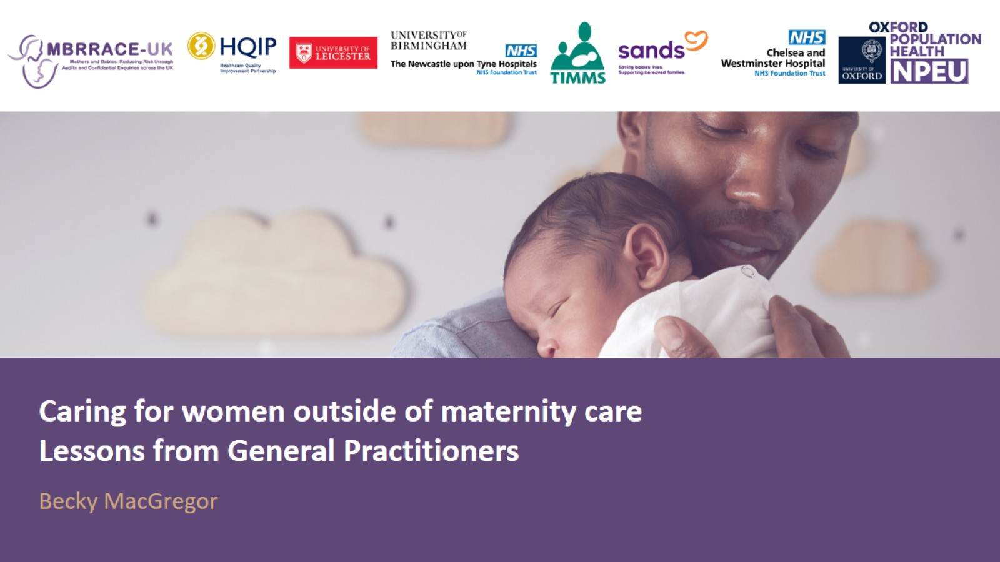 MBRRACE-UK
Mothers and Babies: Reducing Risk through
Audits and Confidential Enquiries across the UK
HQIP
Healthcare Quality
Improvement Partnership
UNIVERSITY OF
LEICESTER
UNIVERSITYOF
BIRMINGHAM
NHS
The Newcastle upon Tyne Hospitals
NHS Foundation Trust
TIMMS
sands
Saving babies' lives.
Supporting bereaved families.
NHS
Chelsea and
Westminster Hospital
NHS Foundation Trust
UNIVERSITY OF
OXFORD
OXFORD
POPULATION
HEALTH
NPEU
Caring for women outside of maternity care
Lessons from General Practitioners
Becky MacGregor